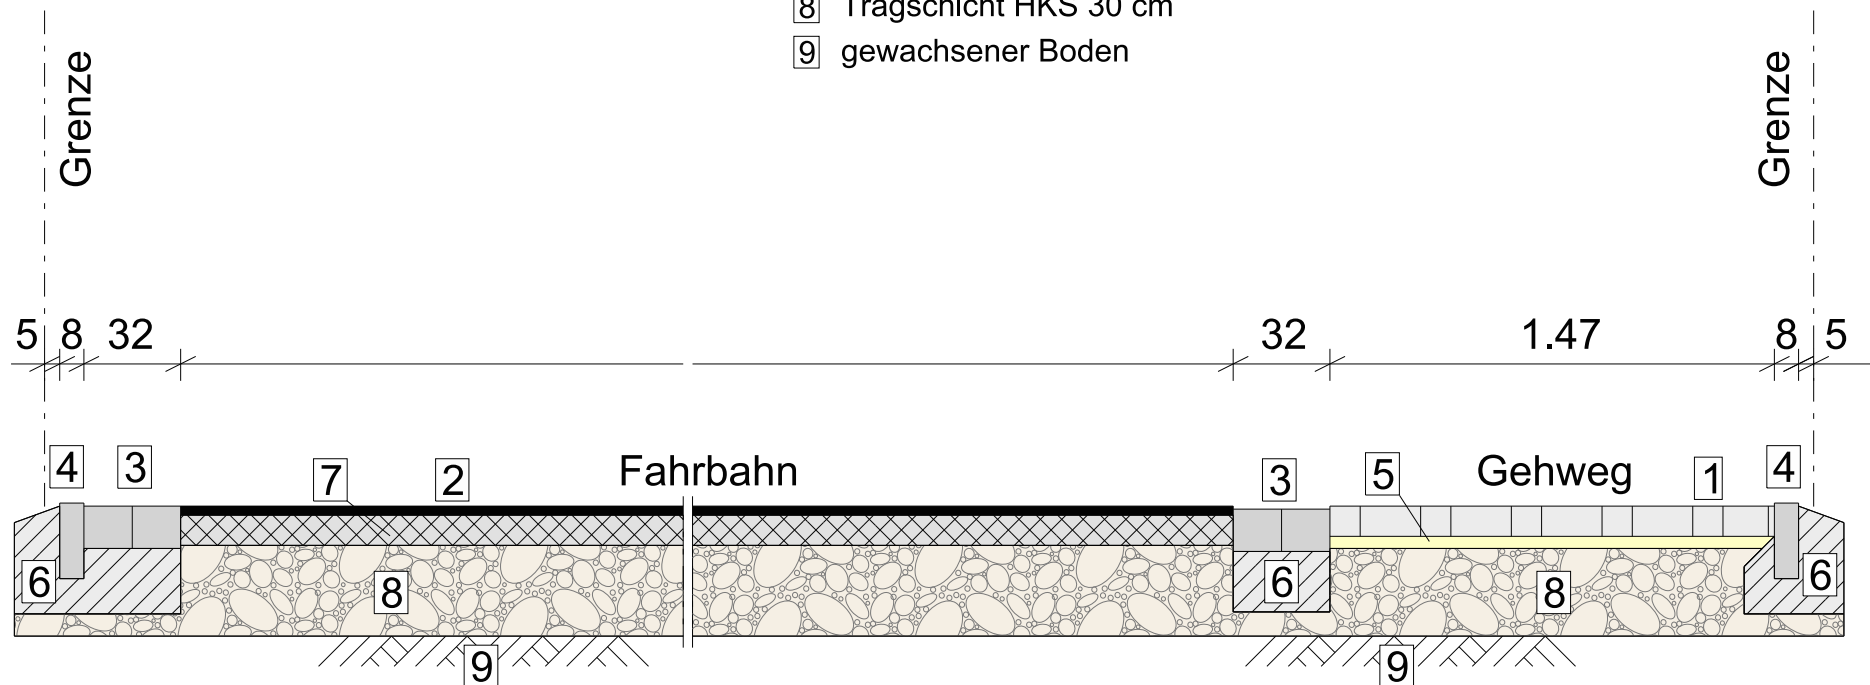 8 Tragschicht HKS 30 cm
9 gewachsener Boden
Grenze
Grenze
5 8 32 32 1.47 8 5
4 3 7 2 Fahrbahn 3 5 Gehweg 1 4
6 8 6 8 6
9 9